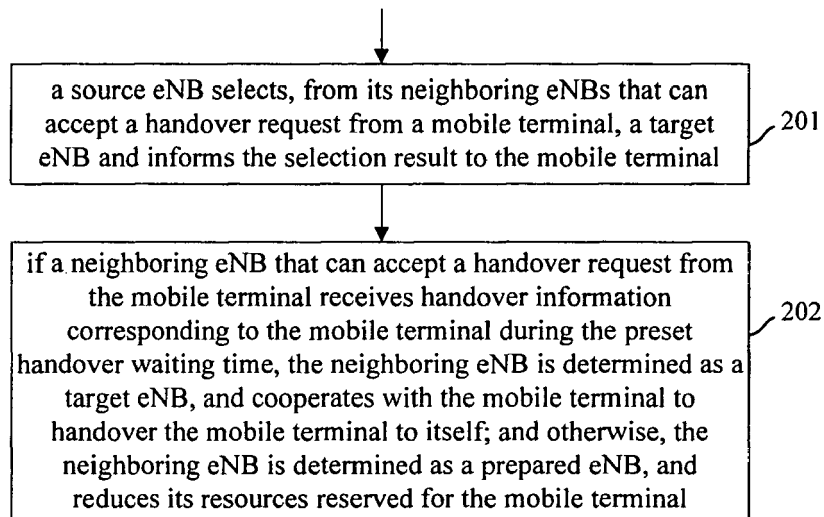 a source eNB selects, from its neighboring eNBs that can
accept a handover request from a mobile terminal, a target
eNB and informs the selection result to the mobile terminal
201
if a neighboring eNB that can accept a handover request from
the mobile terminal receives handover information
corresponding to the mobile terminal during the preset
handover waiting time, the neighboring eNB is determined as a
target eNB, and cooperates with the mobile terminal to
handover the mobile terminal to itself; and otherwise, the
neighboring eNB is determined as a prepared eNB, and
reduces its resources reserved for the mobile terminal
202